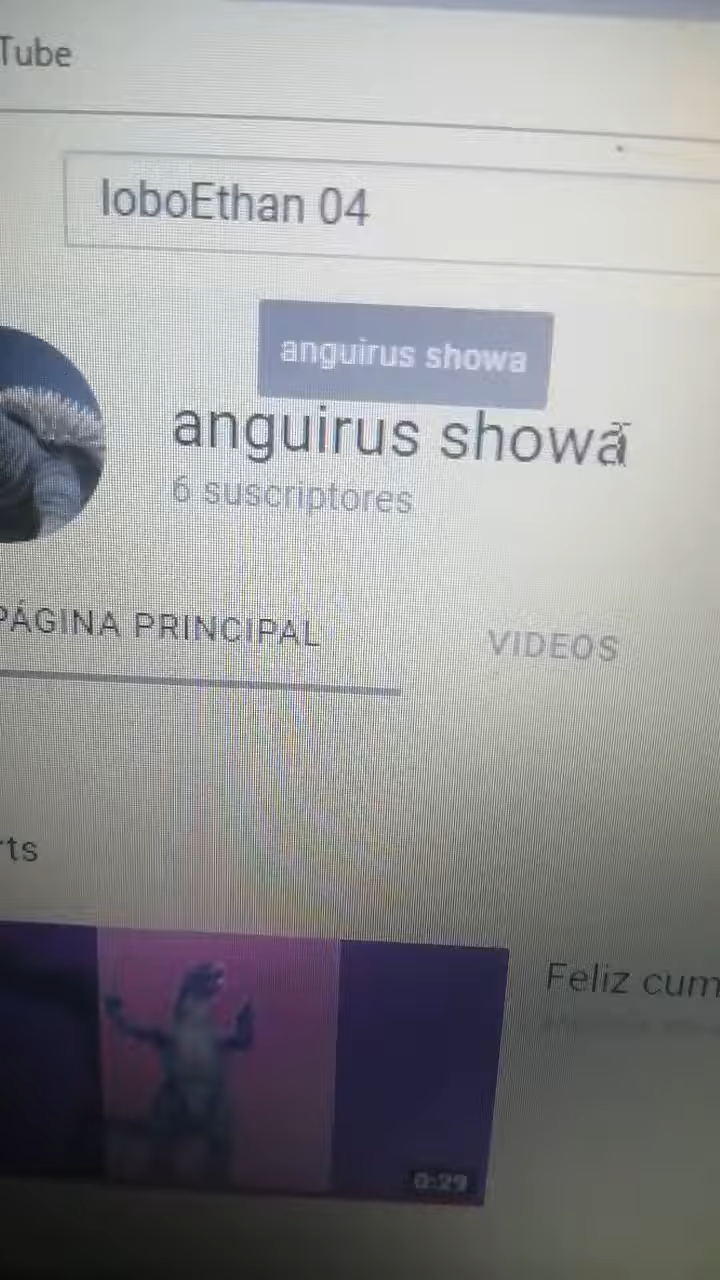 Tube
loboEthan 04
anguirus showa
anguirus showa
6 suscriptores
PÁGINA PRINCIPAL
VIDEOS
rts
Feliz cum
0:29